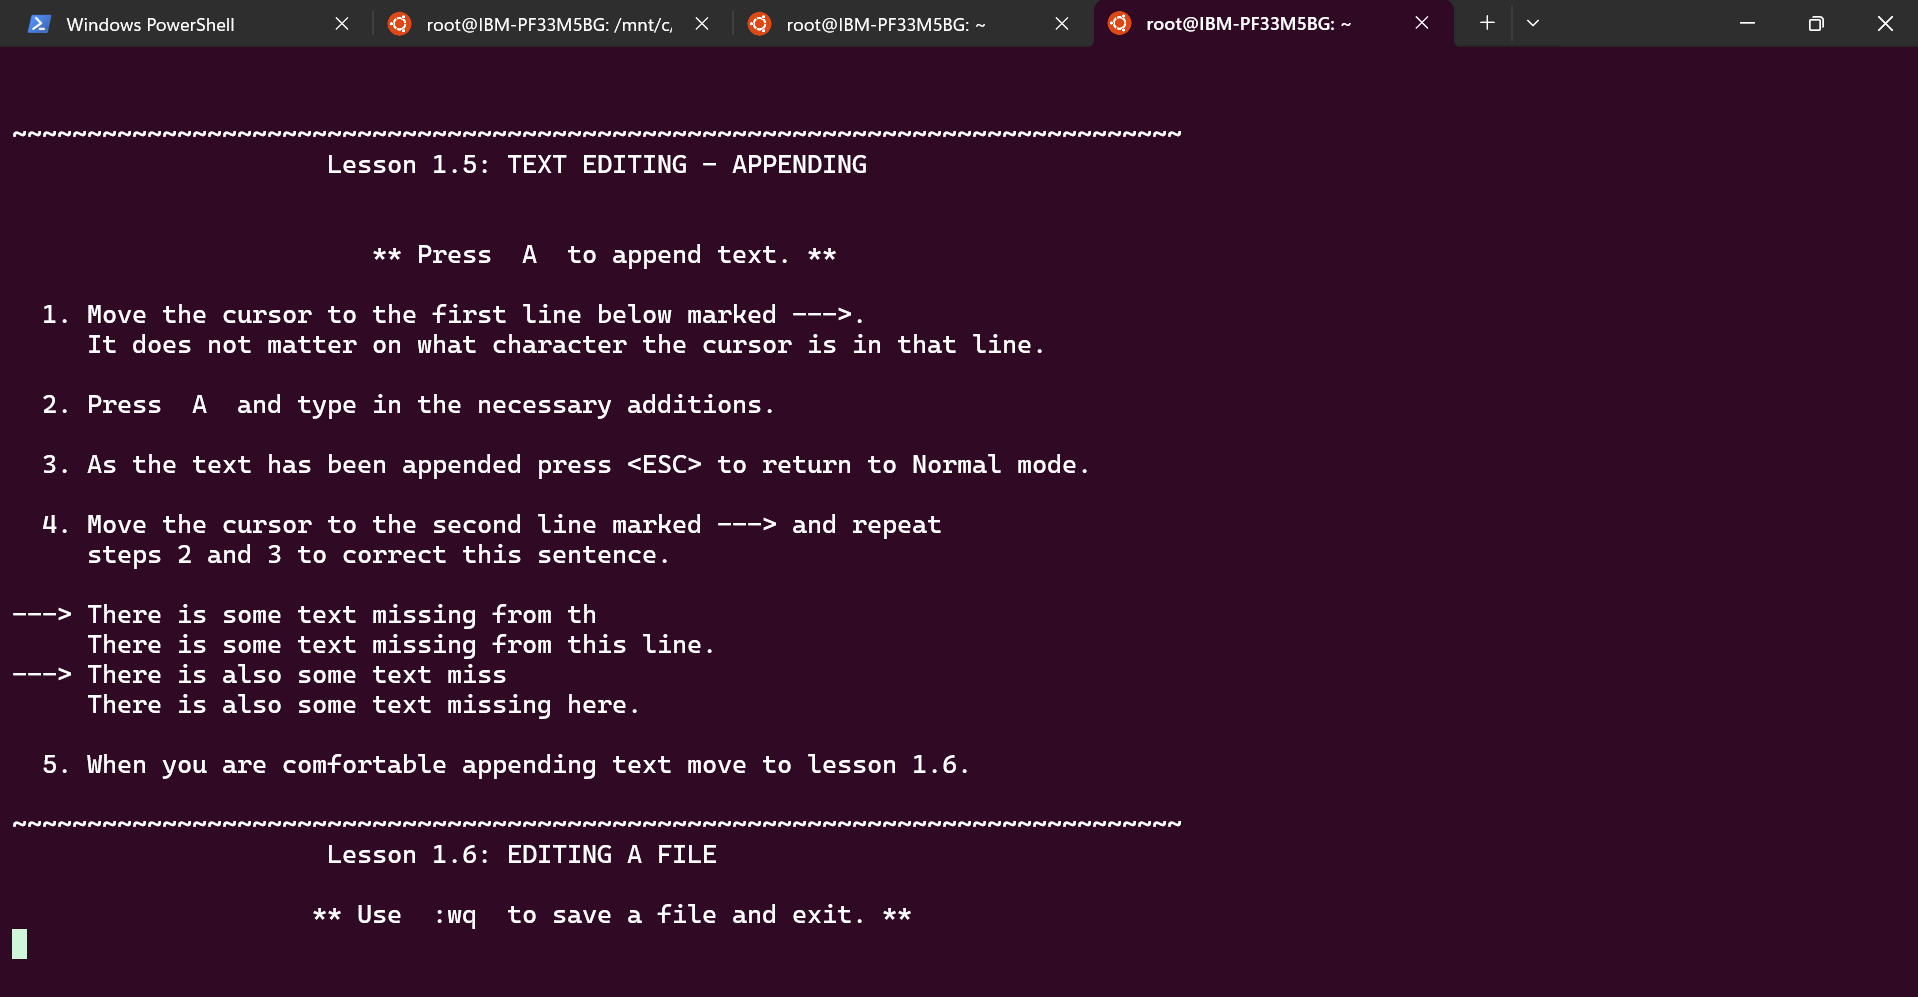 Windows PowerShell
root@IBM-PF33M5BG: /mnt/c/
root@IBM-PF33M5BG: ~
root@IBM-PF33M5BG: ~
~~~~~~~~~~~~~~~~~~~~~~~~~~~~~~~~~~~~~~~~~~~~~~~~~~~~~~~~~~~~~~~~~~~~~~~~~~~~~~
Lesson 1.5: TEXT EDITING - APPENDING
** Press  A  to append text. **
1. Move the cursor to the first line below marked --->.
It does not matter on what character the cursor is in that line.
2. Press  A  and type in the necessary additions.
3. As the text has been appended press <ESC> to return to Normal mode.
4. Move the cursor to the second line marked ---> and repeat
steps 2 and 3 to correct this sentence.
---> There is some text missing from th
There is some text missing from this line.
---> There is also some text miss
There is also some text missing here.
5. When you are comfortable appending text move to lesson 1.6.
~~~~~~~~~~~~~~~~~~~~~~~~~~~~~~~~~~~~~~~~~~~~~~~~~~~~~~~~~~~~~~~~~~~~~~~~~~~~~~
Lesson 1.6: EDITING A FILE
** Use  :wq  to save a file and exit. **